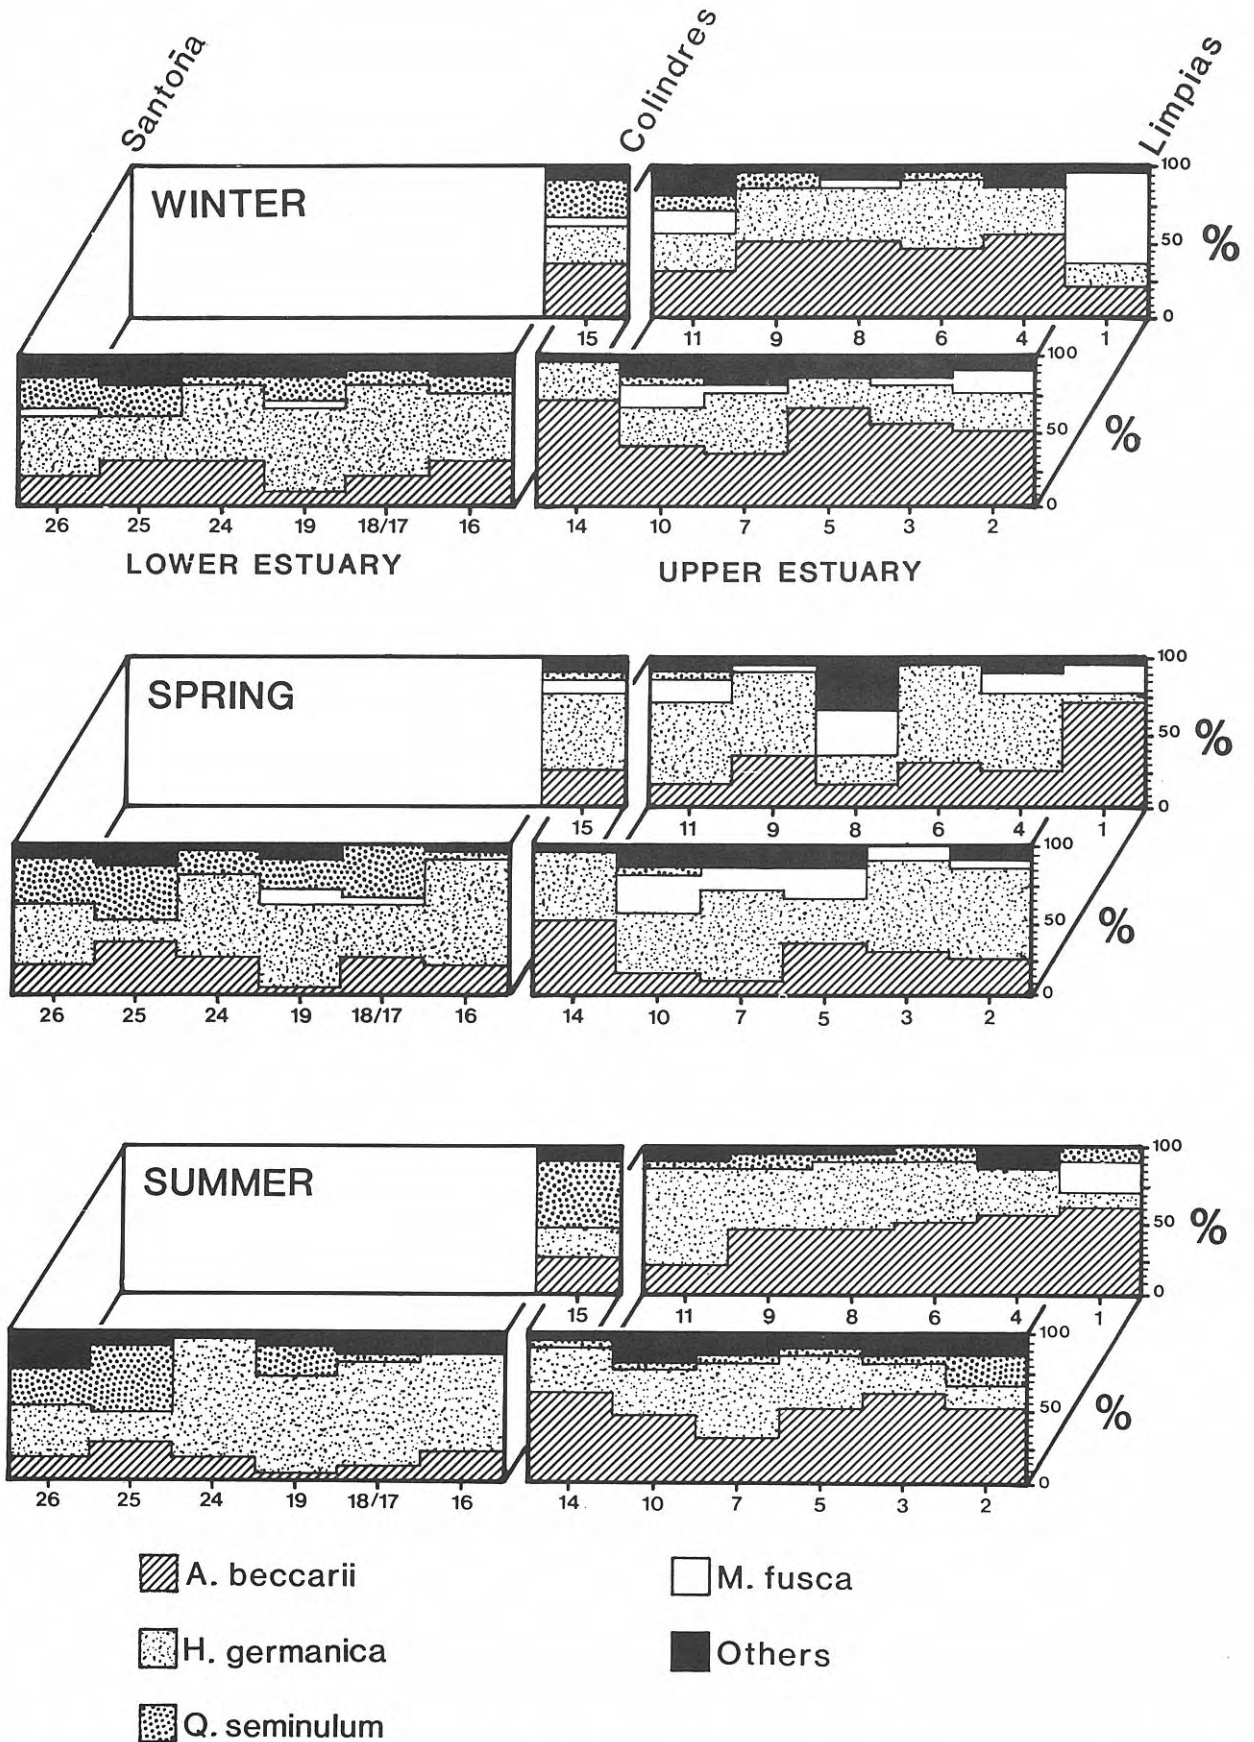 Santoña
Colindres
Limpias
WINTER
100
50
0
%
15
11 9 8 6 4 1
100
50
0
%
26 25 24 19 18/17 16
14 10 7 5 3 2
LOWER ESTUARY
UPPER ESTUARY
SPRING
100
50
0
%
15
11 9 8 6 4 1
100
50
0
%
26 25 24 19 18/17 16
14 10 7 5 3 2
SUMMER
100
50
0
%
15
11 9 8 6 4 1
100
50
0
%
26 25 24 19 18/17 16
14 10 7 5 3 2
A. beccarii
M. fusca
H. germanica
Others
Q. seminulum